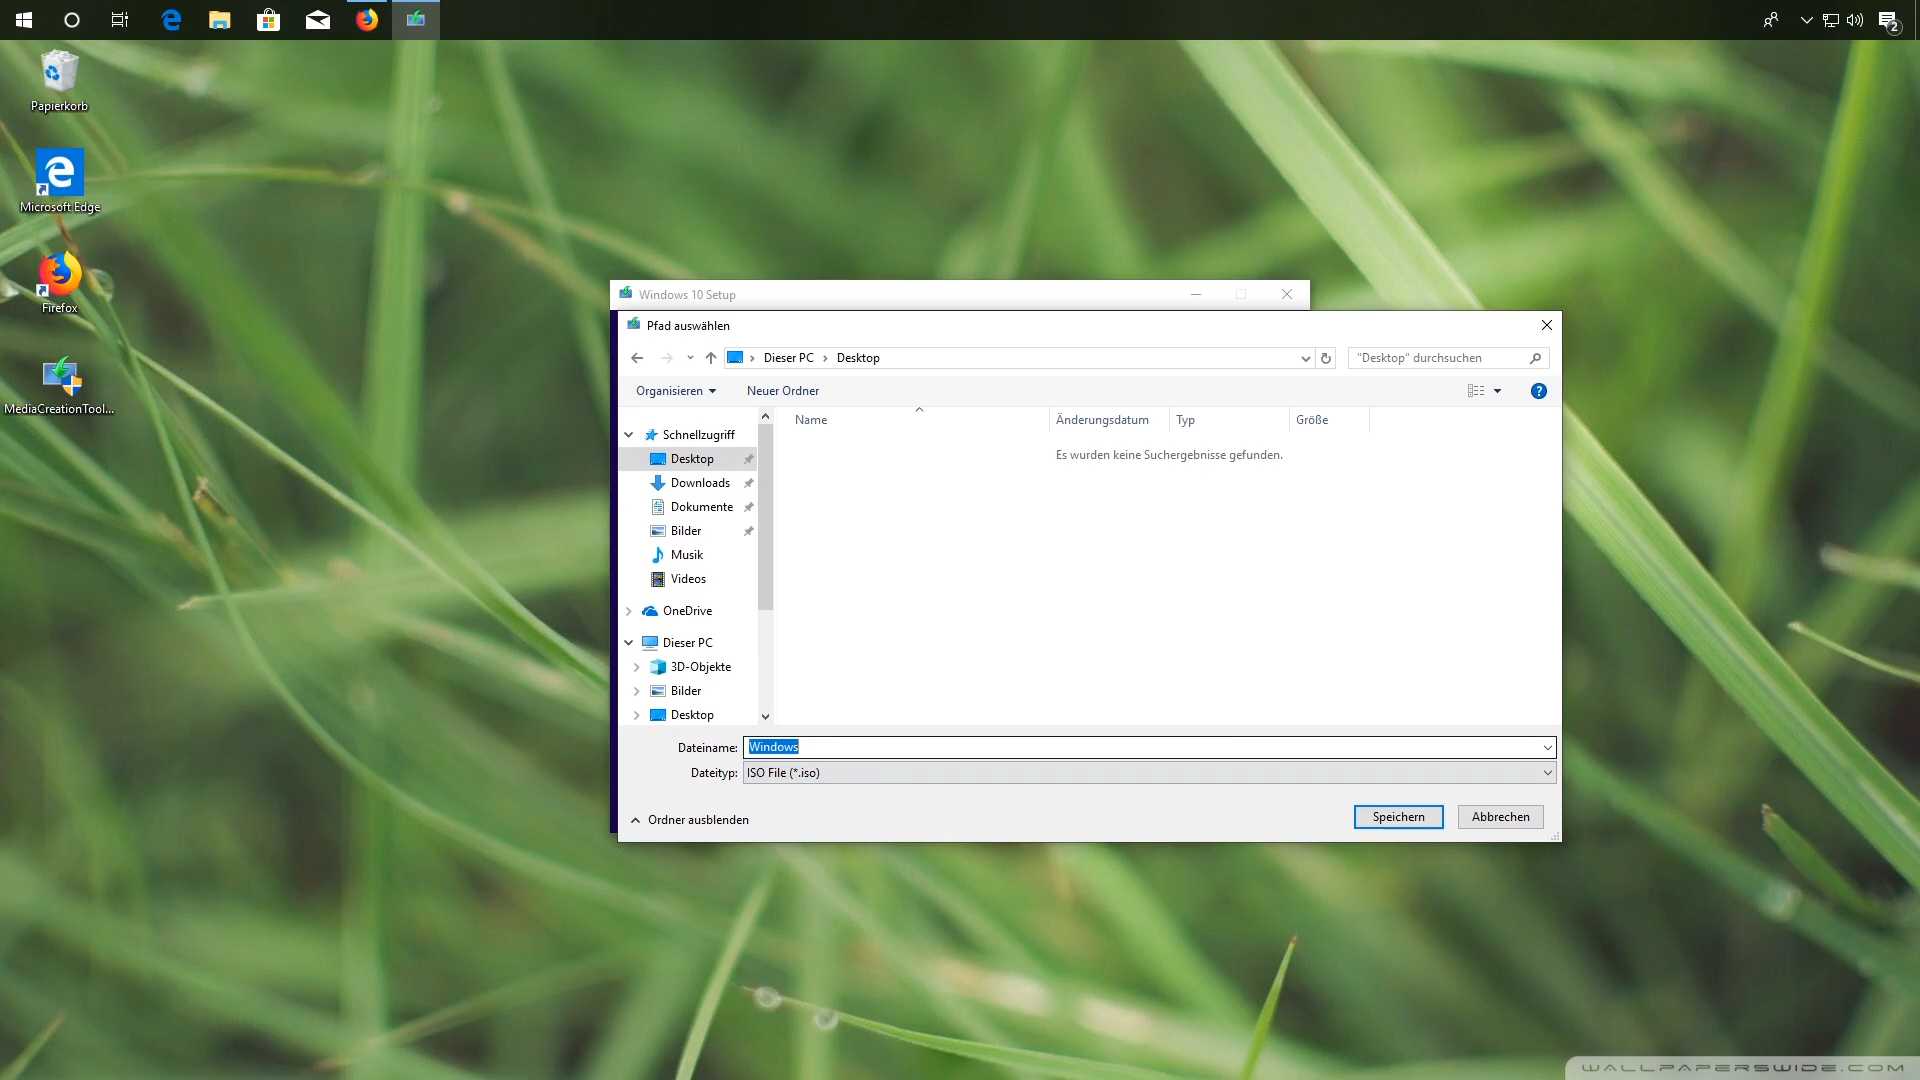 2
Papierkorb
Microsoft Edge
Firefox
MediaCreationTool...
Windows 10 Setup
Pfad auswählen
Dieser PC > Desktop
"Desktop" durchsuchen
Organisieren
Neuer Ordner
Name
Änderungsdatum
Typ
Größe
Es wurden keine Suchergebnisse gefunden.
Schnellzugriff
Desktop
Downloads
Dokumente
Bilder
Musik
Videos
OneDrive
Dieser PC
3D-Objekte
Bilder
Desktop
Dateiname: Windows
Dateityp: ISO File (*.iso)
Ordner ausblenden
Speichern
Abbrechen
WALLPAPERSWIDE.COM